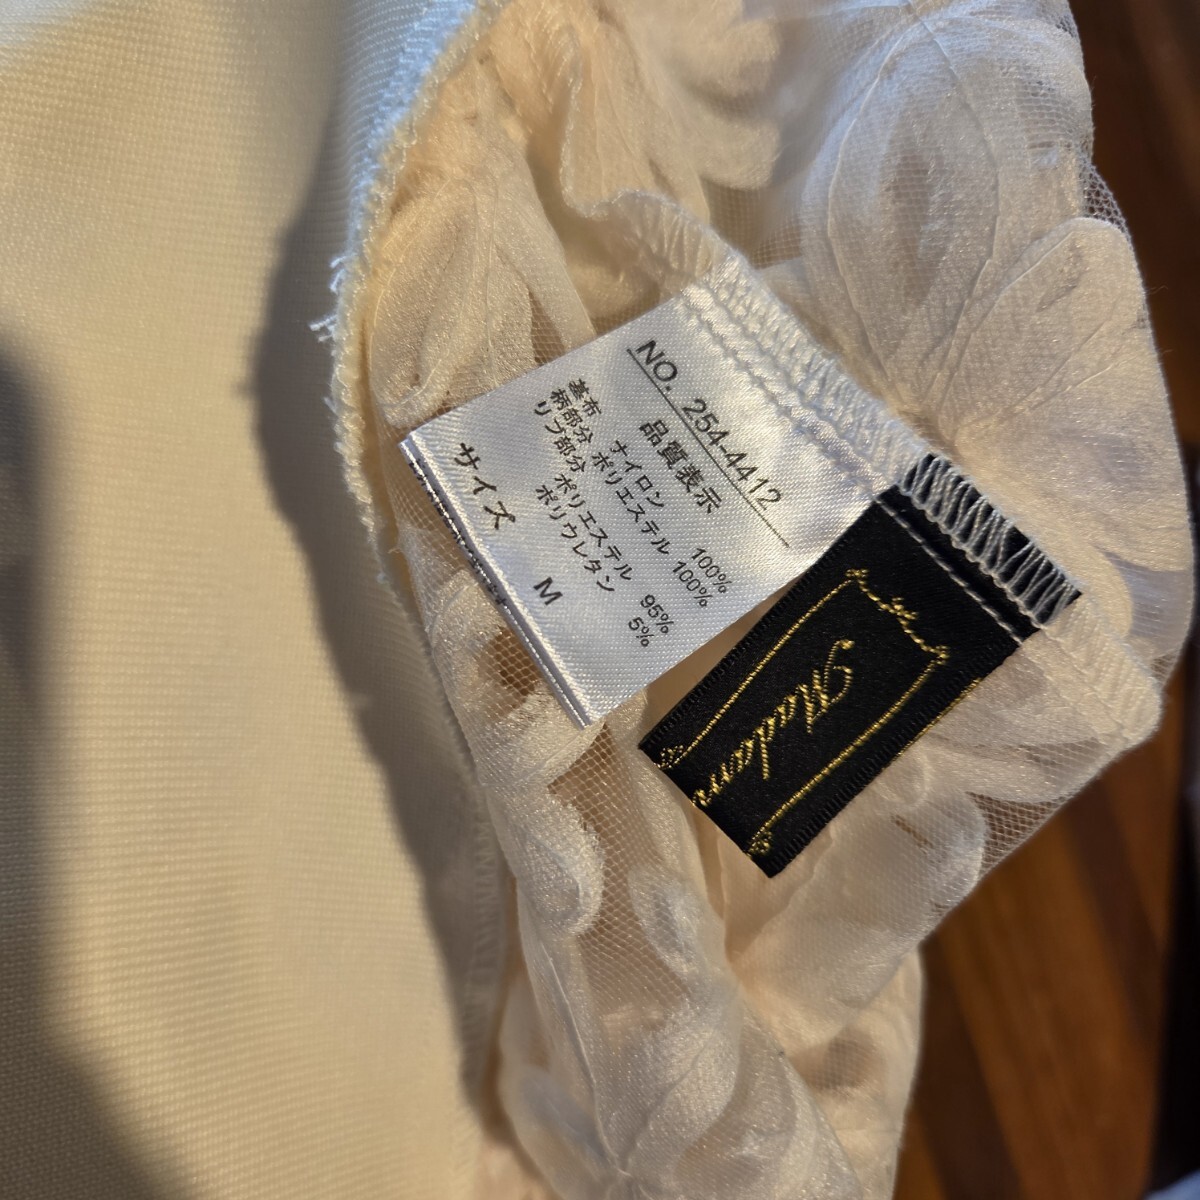 NO. 254-4412
品質表示
基布 ナイロン 100%
柄部分 ポリエステル 100%
リブ部分 ポリエステル 95%
ポリウレタン 5%
サイズ M
Madam